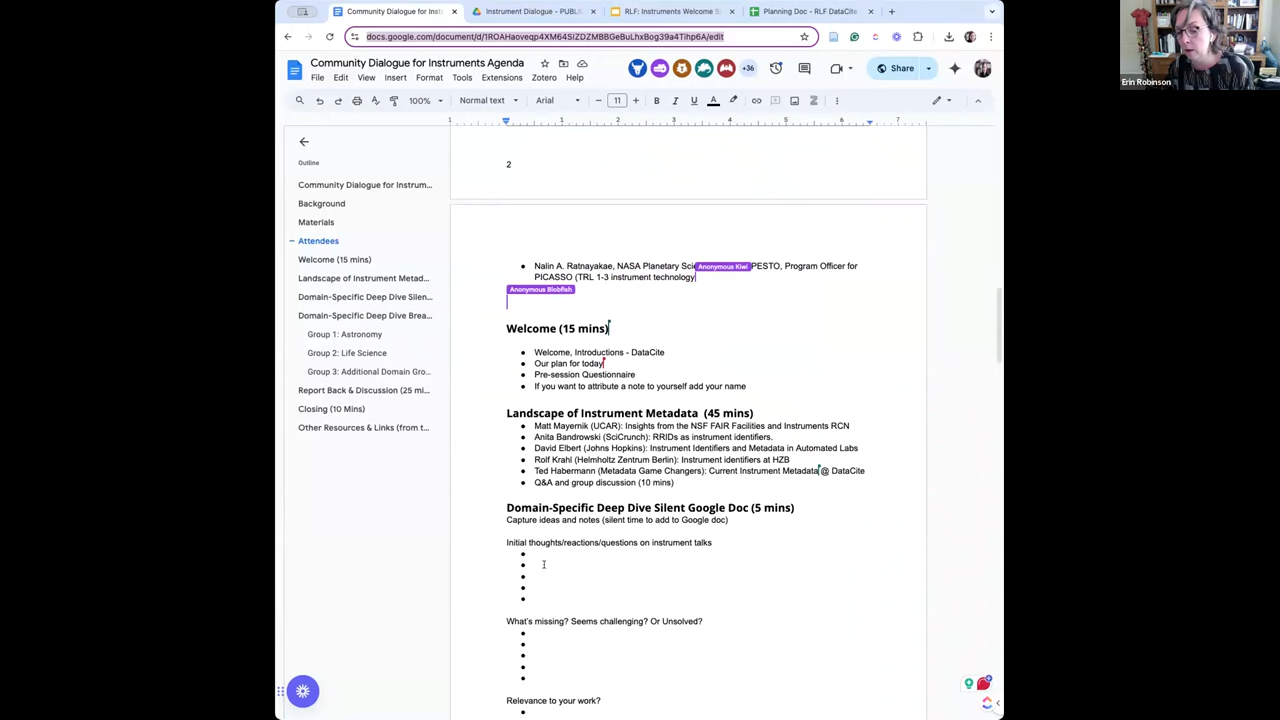 Community Dialogue for Inst
Instrument Dialogue - PUBLI
RLF: Instruments Welcome S
Planning Doc - RLF DataCite
docs.google.com/document/d/1ROAHaoveqp4XM64SIZDZMBBGeBuLhxBog39a4Tihp6A/edit
Community Dialogue for Instruments Agenda
File Edit View Insert Format Tools Extensions Zotero Help
+36
Share
100% Normal text Arial 11 B I U A
1 1 2 3 4 5 6 7
Outline
Community Dialogue for Instrum...
Background
Materials
Attendees
Welcome (15 mins)
Landscape of Instrument Metad...
Domain-Specific Deep Dive Silen...
Domain-Specific Deep Dive Brea...
Group 1: Astronomy
Group 2: Life Science
Group 3: Additional Domain Gro...
Report Back & Discussion (25 mi...
Closing (10 Mins)
Other Resources & Links (from t...
2
Nalin A. Ratnayakae, NASA Planetary Sci Anonymous Kiwi PESTO, Program Officer for
PICASSO (TRL 1-3 instrument technology
Anonymous Blobfish
Welcome (15 mins)
Welcome, Introductions - DataCite
Our plan for today
Pre-session Questionnaire
If you want to attribute a note to yourself add your name
Landscape of Instrument Metadata (45 mins)
Matt Mayernik (UCAR): Insights from the NSF FAIR Facilities and Instruments RCN
Anita Bandrowski (SciCrunch): RRIDs as instrument identifiers.
David Elbert (Johns Hopkins): Instrument Identifiers and Metadata in Automated Labs
Rolf Krahl (Helmholtz Zentrum Berlin): Instrument identifiers at HZB
Ted Habermann (Metadata Game Changers): Current Instrument Metadata @ DataCite
Q&A and group discussion (10 mins)
Domain-Specific Deep Dive Silent Google Doc (5 mins)
Capture ideas and notes (silent time to add to Google doc)
Initial thoughts/reactions/questions on instrument talks
What's missing? Seems challenging? Or Unsolved?
Relevance to your work?
Erin Robinson